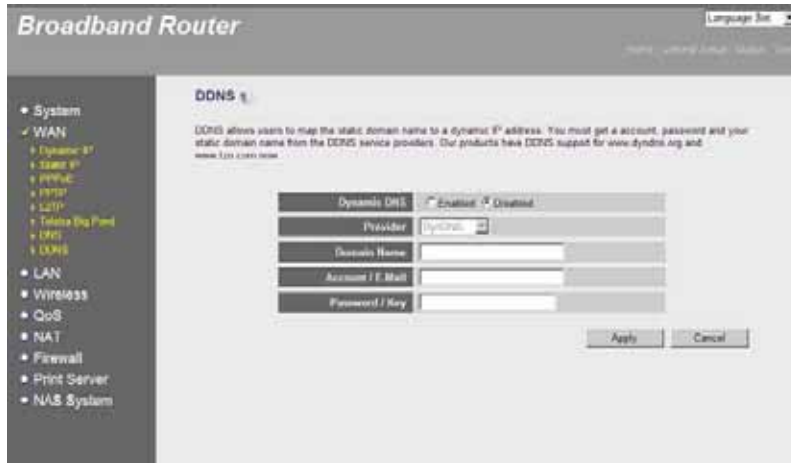 Broadband Router
Language
DDNS
System
WAN
Dynamic IP
Static IP
PPPoE
PPTP
L2TP
Telstra Big Pond
DNS
DDNS
LAN
Wireless
QoS
NAT
Firewall
Print Server
NAS System
DDNS allows users to map the static domain name to a dynamic IP address. You must get a account, password and your
static domain name from the DDNS service providers. Our products have DDNS support for www.dyndns.org and
www.tzo.com now.
Dynamic DNS Enabled Disabled
Provider DynDNS
Domain Name
Account / E-Mail
Password / Key
Apply Cancel